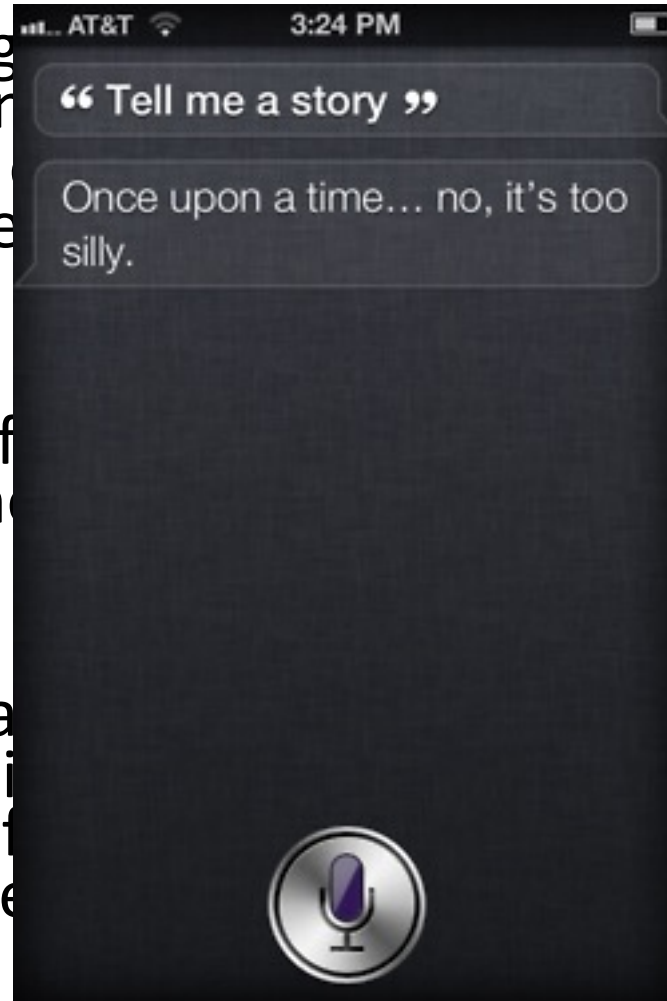 AT&T 3:24 PM
“ Tell me a story ”
Once upon a time... no, it's too
silly.